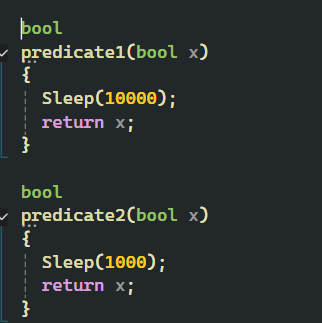 bool
predicate1(bool x)
{
Sleep(10000);
return x;
}
bool
predicate2(bool x)
{
Sleep(1000);
return x;
}